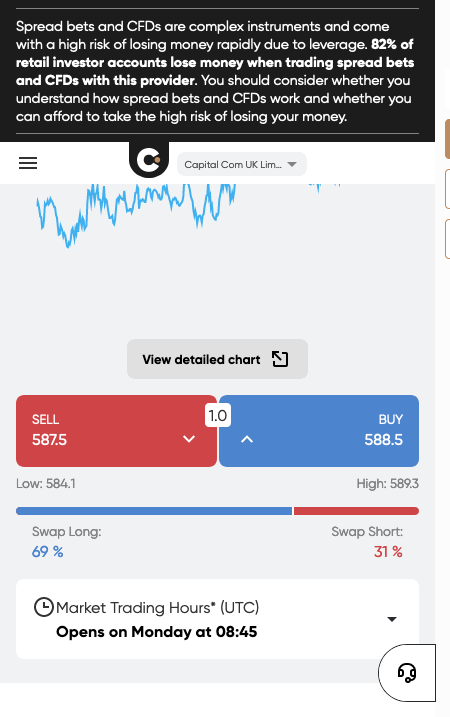 Spread bets and CFDs are complex instruments and come
with a high risk of losing money rapidly due to leverage. 82% of
retail investor accounts lose money when trading spread bets
and CFDs with this provider. You should consider whether you
understand how spread bets and CFDs work and whether you
can afford to take the high risk of losing your money.
Capital Com UK Lim...
View detailed chart
SELL
587.5
1.0
BUY
588.5
Low: 584.1
High: 589.3
Swap Long:
Swap Short:
69 %
31 %
Market Trading Hours* (UTC)
Opens on Monday at 08:45